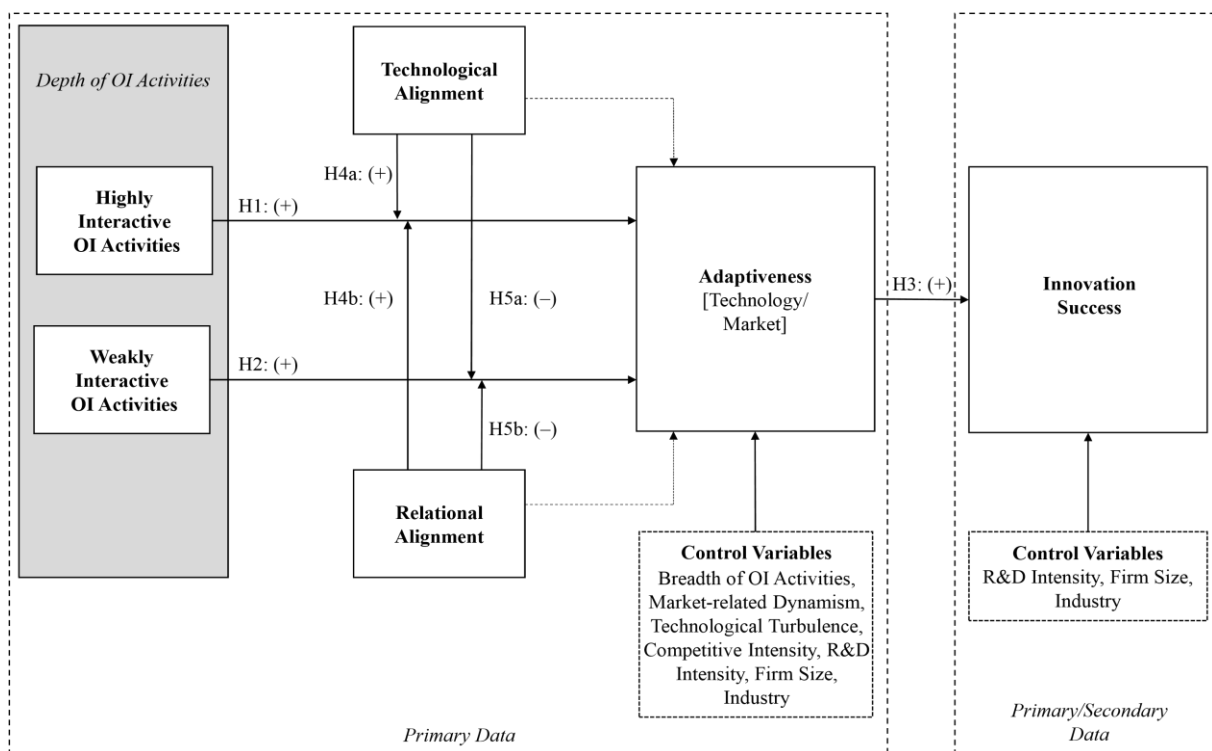 Depth of OI Activities
Technological
Alignment
Highly
Interactive
OI Activities
Weakly
Interactive
OI Activities
H1: (+)
H2: (+)
H4a: (+)
H4b: (+)
H5a: (–)
H5b: (–)
Relational
Alignment
Adaptiveness
[Technology/
Market]
H3: (+)
Innovation
Success
Control Variables
Breadth of OI Activities,
Market-related Dynamism,
Technological Turbulence,
Competitive Intensity, R&D
Intensity, Firm Size,
Industry
Control Variables
R&D Intensity, Firm Size,
Industry
Primary Data
Primary/Secondary
Data